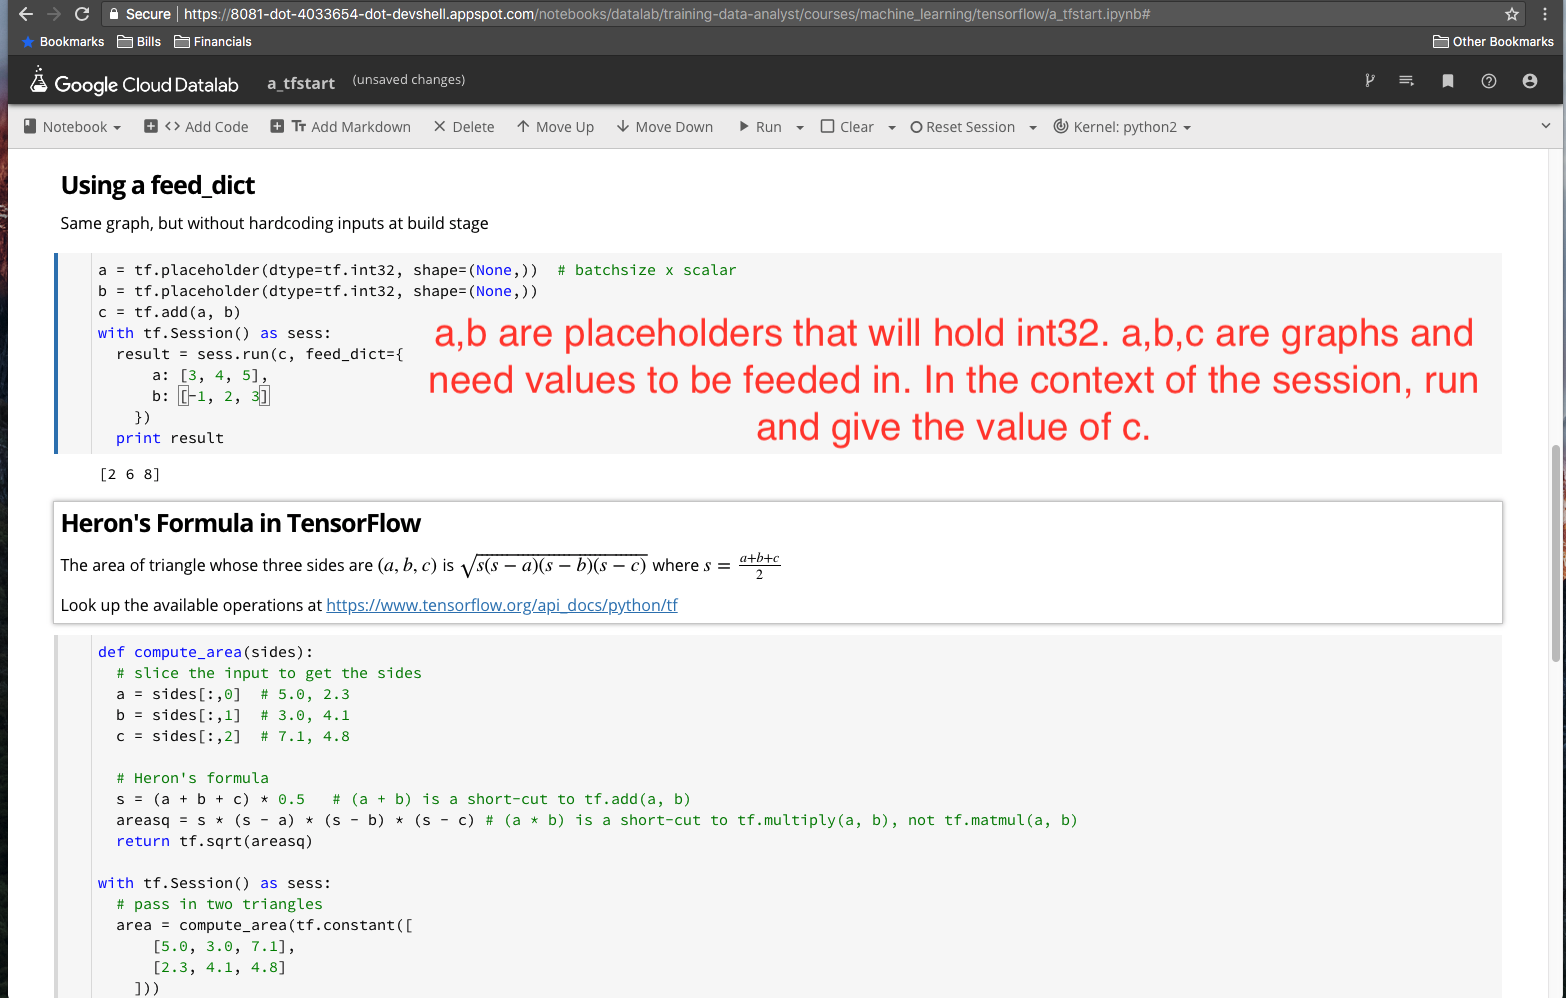 Secure | https://8081-dot-4033654-dot-devshell.appspot.com/notebooks/datalab/training-data-analyst/courses/machine_learning/tensorflow/a_tfstart.ipynb#
Bookmarks Bills Financials Other Bookmarks
Google Cloud Datalab a_tfstart (unsaved changes)
Notebook Add Code Add Markdown Delete Move Up Move Down Run Clear Reset Session Kernel: python2
Using a feed_dict
Same graph, but without hardcoding inputs at build stage
a = tf.placeholder(dtype=tf.int32, shape=(None,))  # batchsize x scalar
b = tf.placeholder(dtype=tf.int32, shape=(None,))
c = tf.add(a, b)
with tf.Session() as sess:
  result = sess.run(c, feed_dict={
      a: [3, 4, 5],
      b: [-1, 2, 3]
    })
  print result
a,b are placeholders that will hold int32. a,b,c are graphs and
need values to be feeded in. In the context of the session, run
and give the value of c.
[2 6 8]
Heron's Formula in TensorFlow
The area of triangle whose three sides are (a, b, c) is √s(s − a)(s − b)(s − c) where s = a+b+c/2
Look up the available operations at https://www.tensorflow.org/api_docs/python/tf
def compute_area(sides):
  # slice the input to get the sides
  a = sides[:,0]  # 5.0, 2.3
  b = sides[:,1]  # 3.0, 4.1
  c = sides[:,2]  # 7.1, 4.8
  # Heron's formula
  s = (a + b + c) * 0.5   # (a + b) is a short-cut to tf.add(a, b)
  areasq = s * (s - a) * (s - b) * (s - c) # (a * b) is a short-cut to tf.multiply(a, b), not tf.matmul(a, b)
  return tf.sqrt(areasq)
with tf.Session() as sess:
  # pass in two triangles
  area = compute_area(tf.constant([
      [5.0, 3.0, 7.1],
      [2.3, 4.1, 4.8]
    ]))